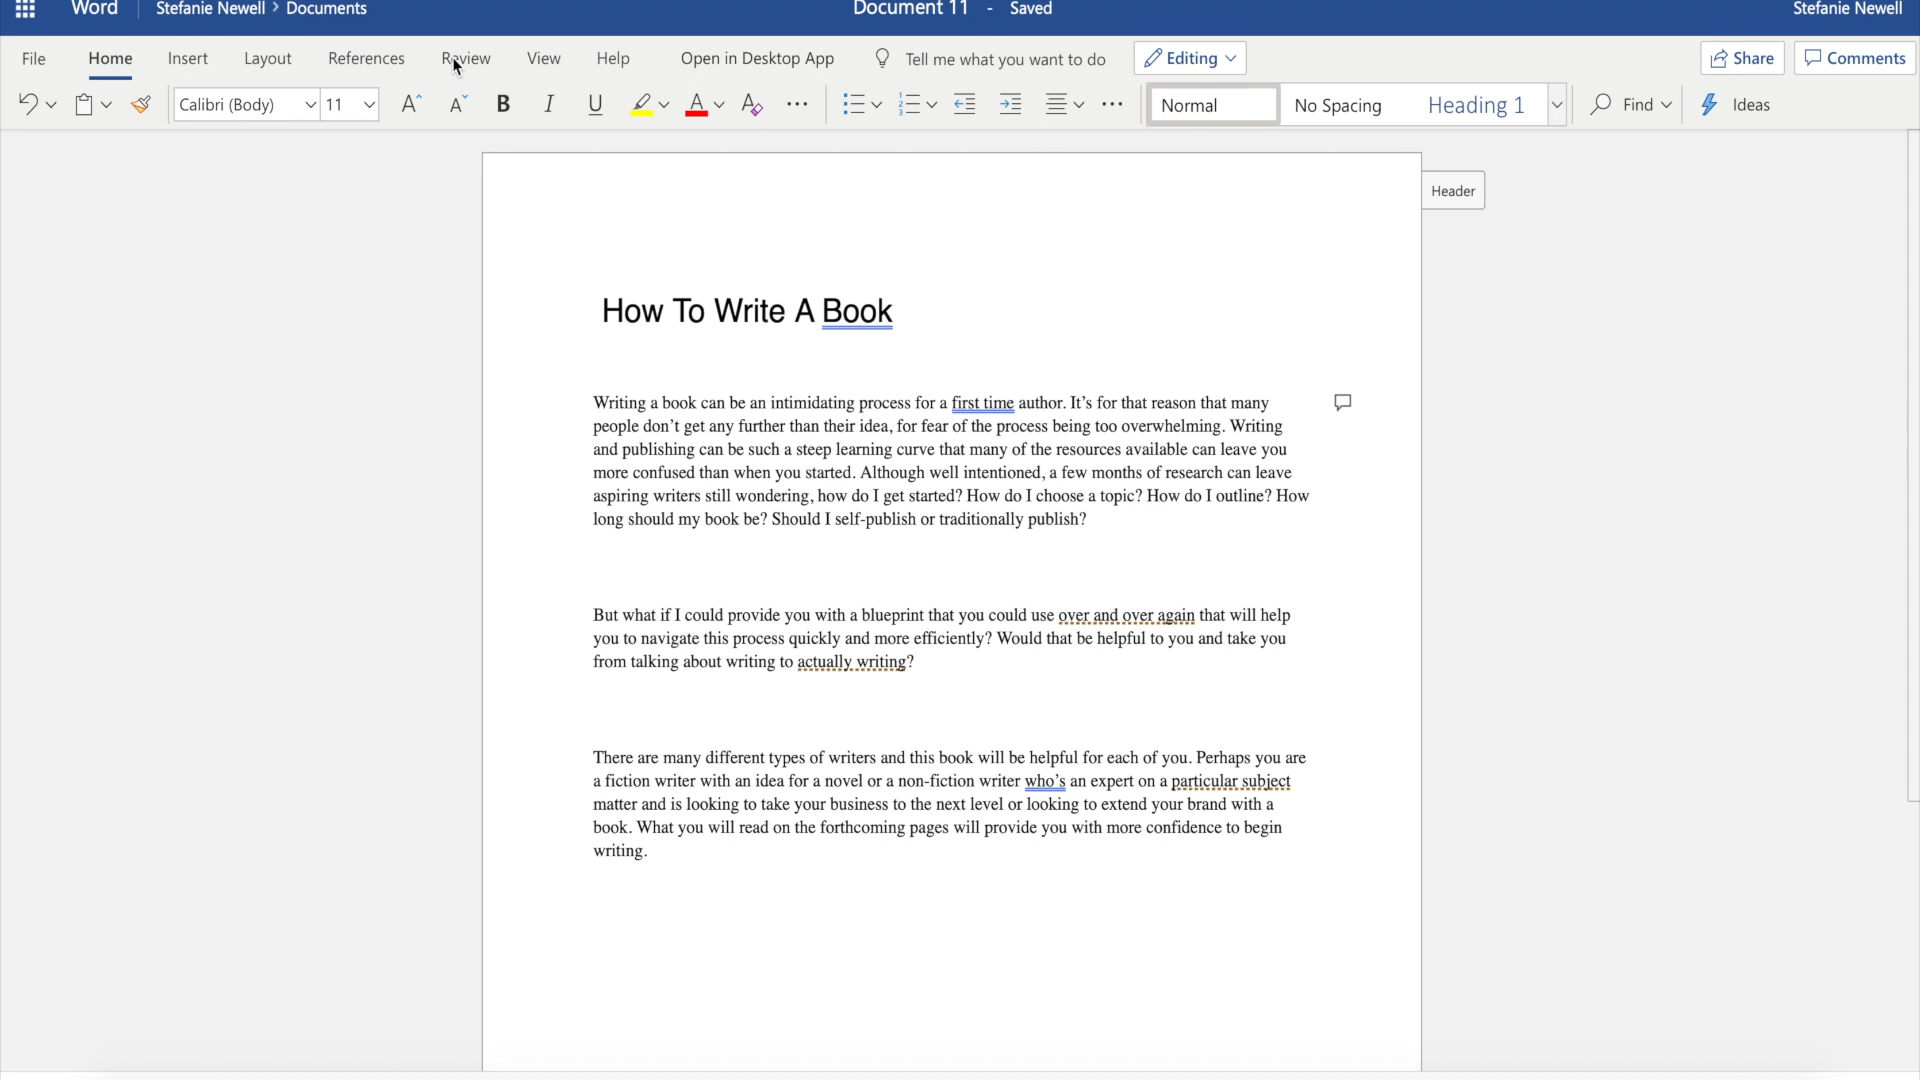 Word Stefanie Newell > Documents Document 11 - Saved Stefanie Newell
File Home Insert Layout References Review View Help Open in Desktop App Tell me what you want to do Editing Share Comments
Calibri (Body) 11 A A B I U A A Normal No Spacing Heading 1 Find Ideas
Header
How To Write A Book
Writing a book can be an intimidating process for a first time author. It’s for that reason that many
people don’t get any further than their idea, for fear of the process being too overwhelming. Writing
and publishing can be such a steep learning curve that many of the resources available can leave you
more confused than when you started. Although well intentioned, a few months of research can leave
aspiring writers still wondering, how do I get started? How do I choose a topic? How do I outline? How
long should my book be? Should I self-publish or traditionally publish?
But what if I could provide you with a blueprint that you could use over and over again that will help
you to navigate this process quickly and more efficiently? Would that be helpful to you and take you
from talking about writing to actually writing?
There are many different types of writers and this book will be helpful for each of you. Perhaps you are
a fiction writer with an idea for a novel or a non-fiction writer who’s an expert on a particular subject
matter and is looking to take your business to the next level or looking to extend your brand with a
book. What you will read on the forthcoming pages will provide you with more confidence to begin
writing.